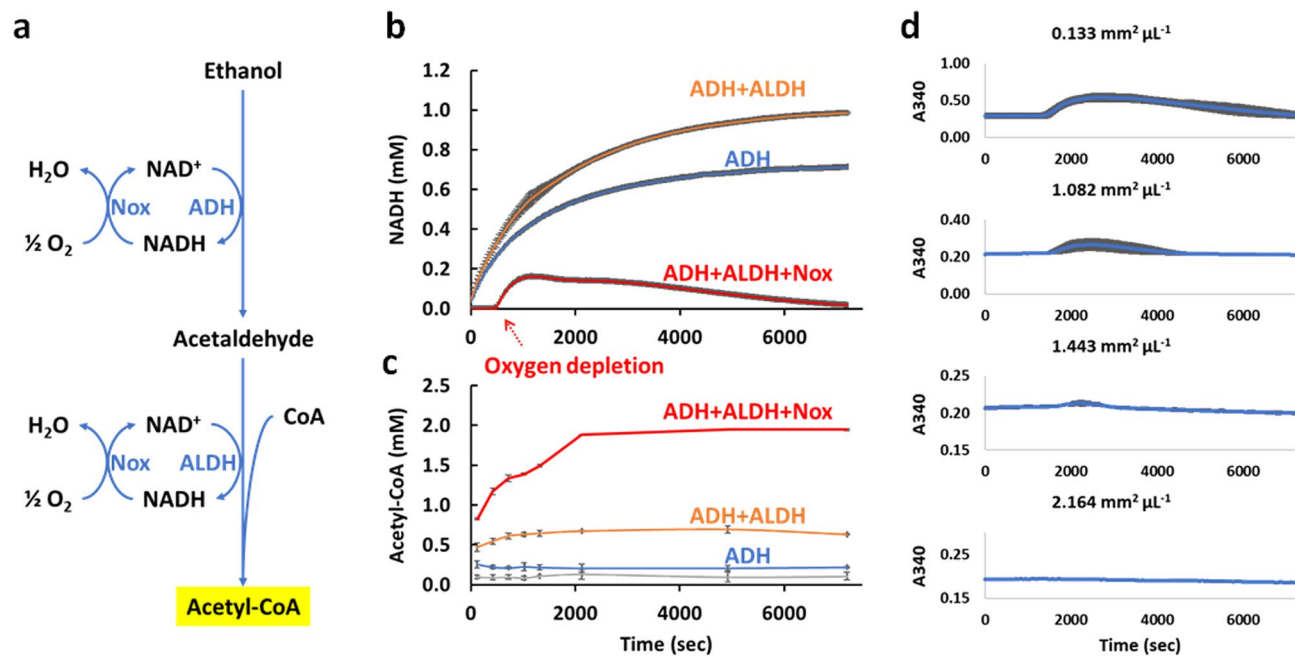 a
Ethanol
H₂O
NAD⁺
Nox
ADH
½ O₂
NADH
Acetaldehyde
H₂O
NAD⁺
CoA
Nox
ALDH
½ O₂
NADH
Acetyl-CoA
b
NADH (mM)
1.2
1.0
0.8
0.6
0.4
0.2
0.0
ADH+ALDH
ADH
ADH+ALDH+Nox
0 2000 4000 6000
Oxygen depletion
c
Acetyl-CoA (mM)
2.5
2.0
1.5
1.0
0.5
0.0
ADH+ALDH+Nox
ADH+ALDH
ADH
0 2000 4000 6000
Time (sec)
d
0.133 mm² µL⁻¹
A340
1.00
0.50
0.00
0 2000 4000 6000
1.082 mm² µL⁻¹
A340
0.40
0.20
0.00
0 2000 4000 6000
1.443 mm² µL⁻¹
A340
0.25
0.20
0.15
0 2000 4000 6000
2.164 mm² µL⁻¹
A340
0.25
0.15
0 2000 4000 6000
Time (sec)